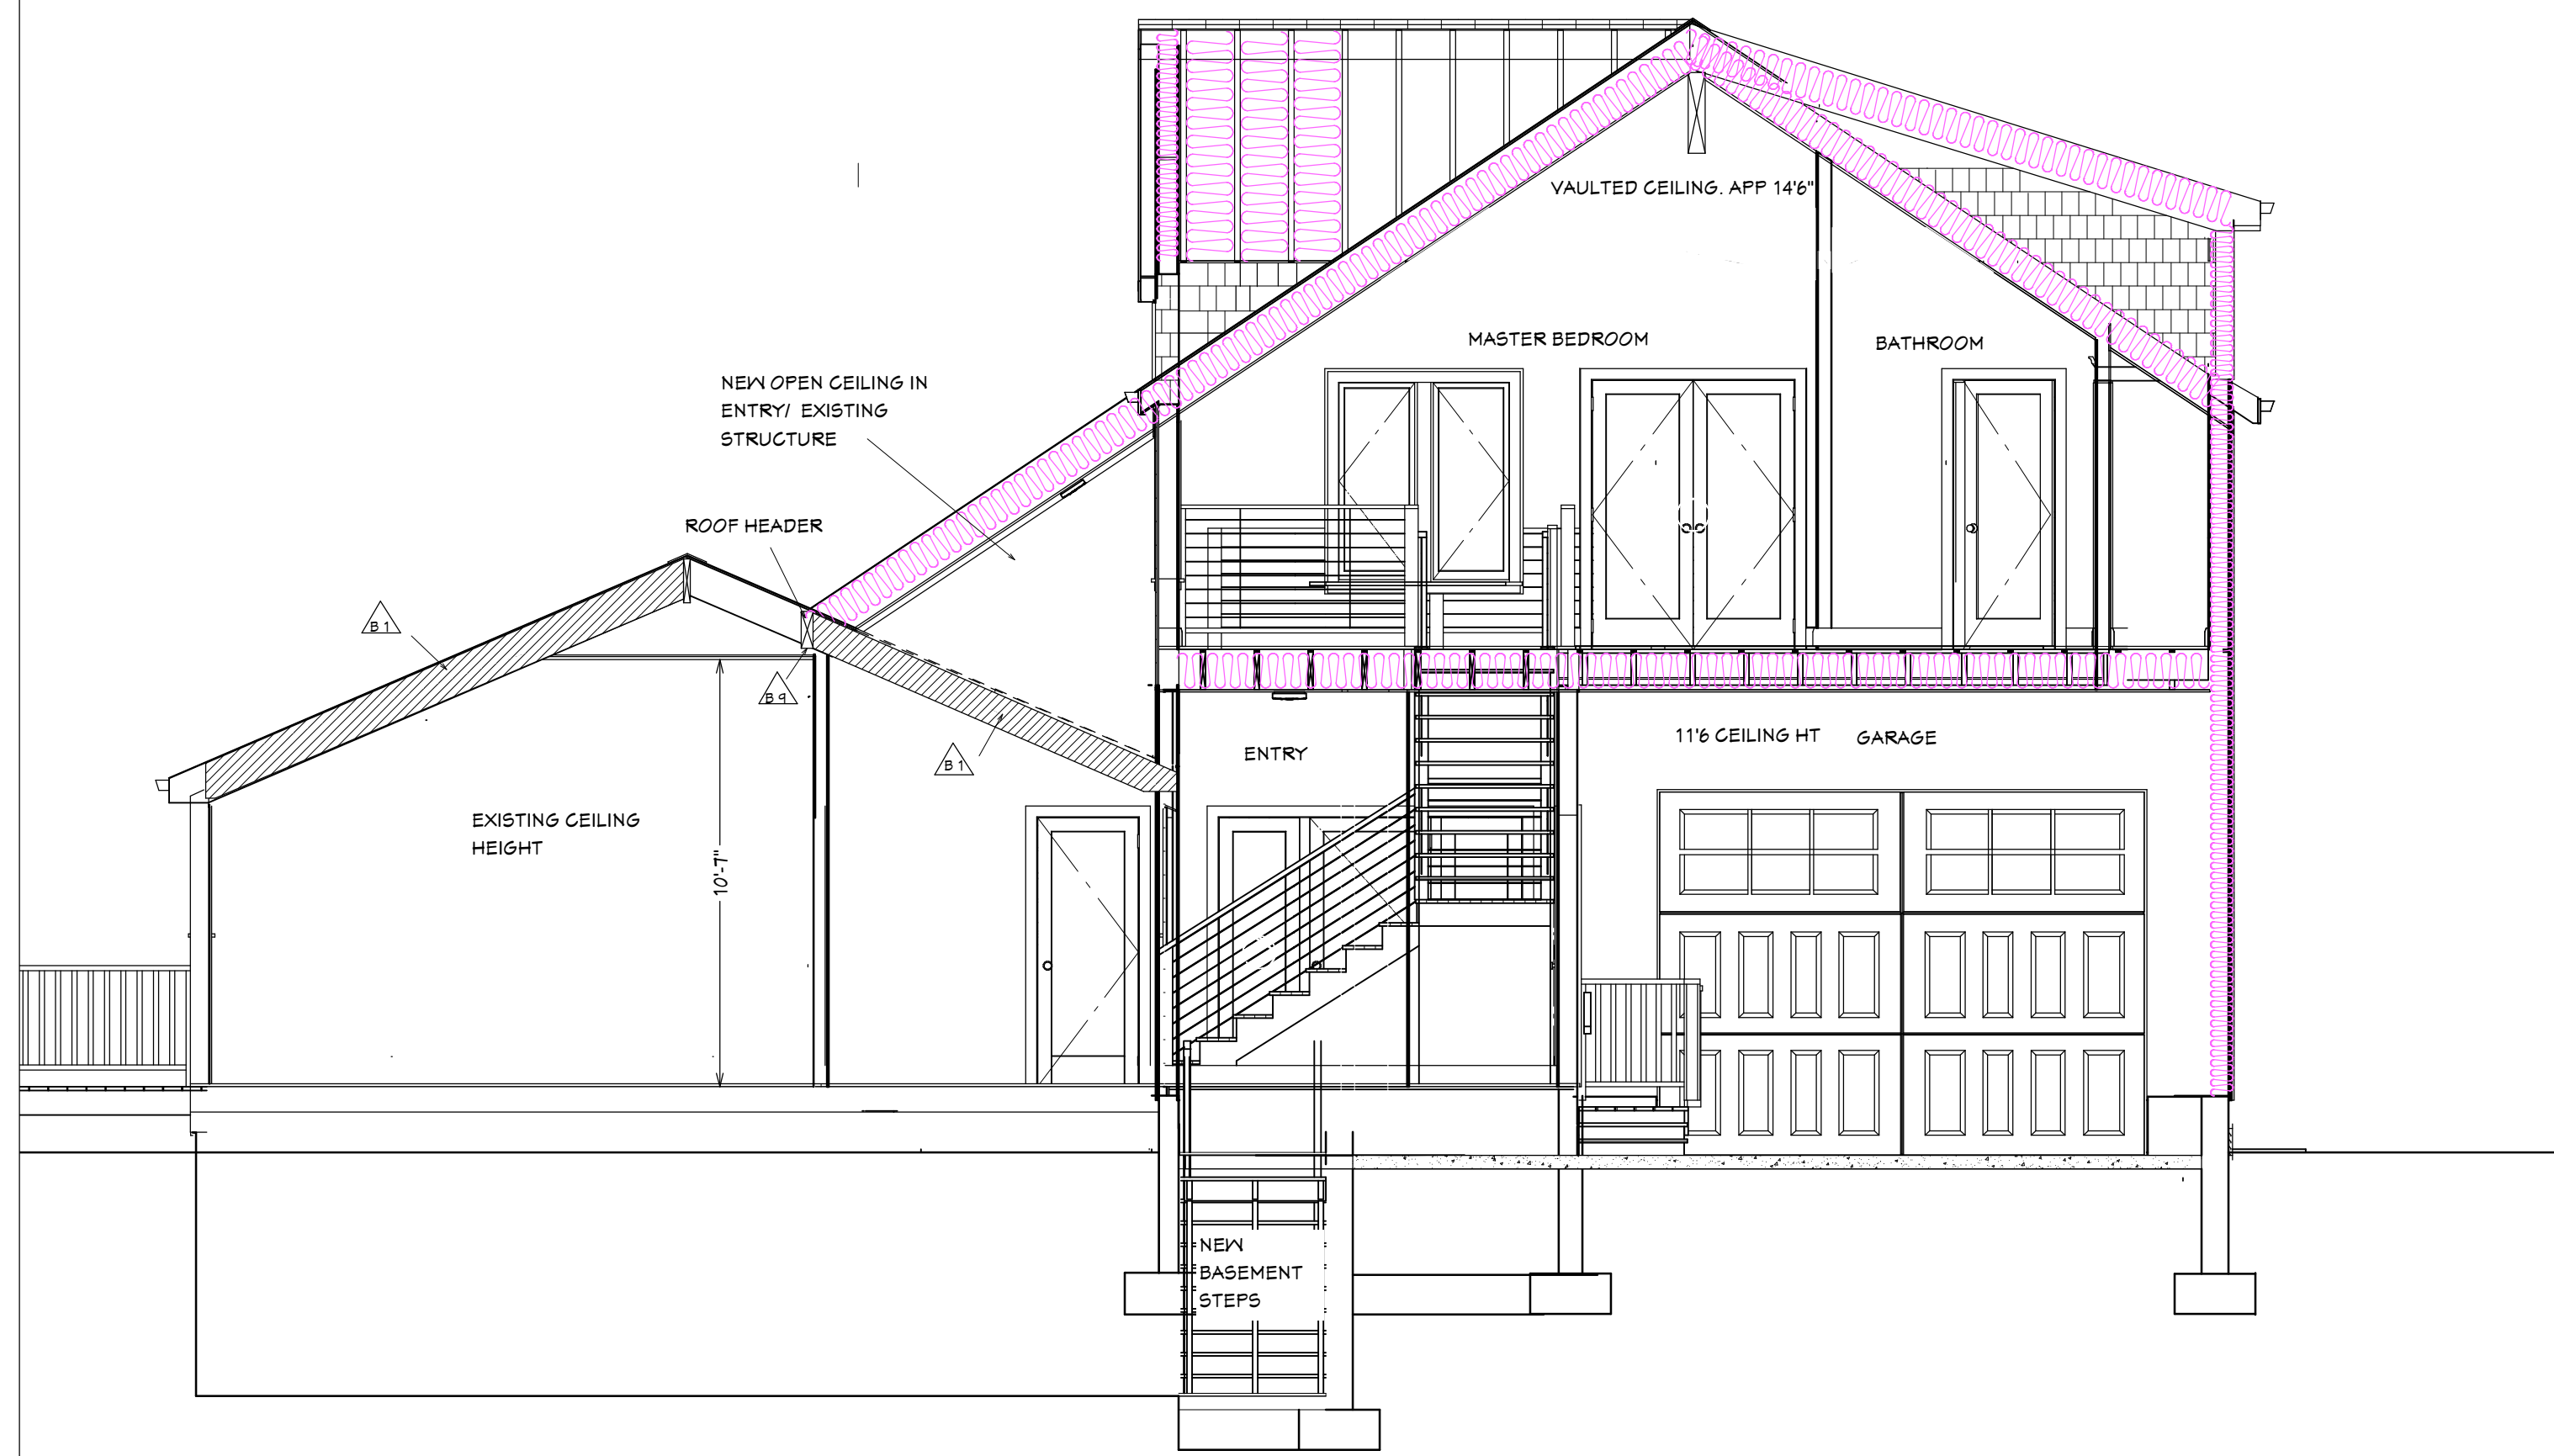 VAULTED CEILING. APP 14'6"
MASTER BEDROOM
BATHROOM
NEW OPEN CEILING IN
ENTRY/ EXISTING
STRUCTURE
ROOF HEADER
B1
B9
B1
ENTRY
11'6 CEILING HT
GARAGE
EXISTING CEILING
HEIGHT
10'-7"
NEW
BASEMENT
STEPS